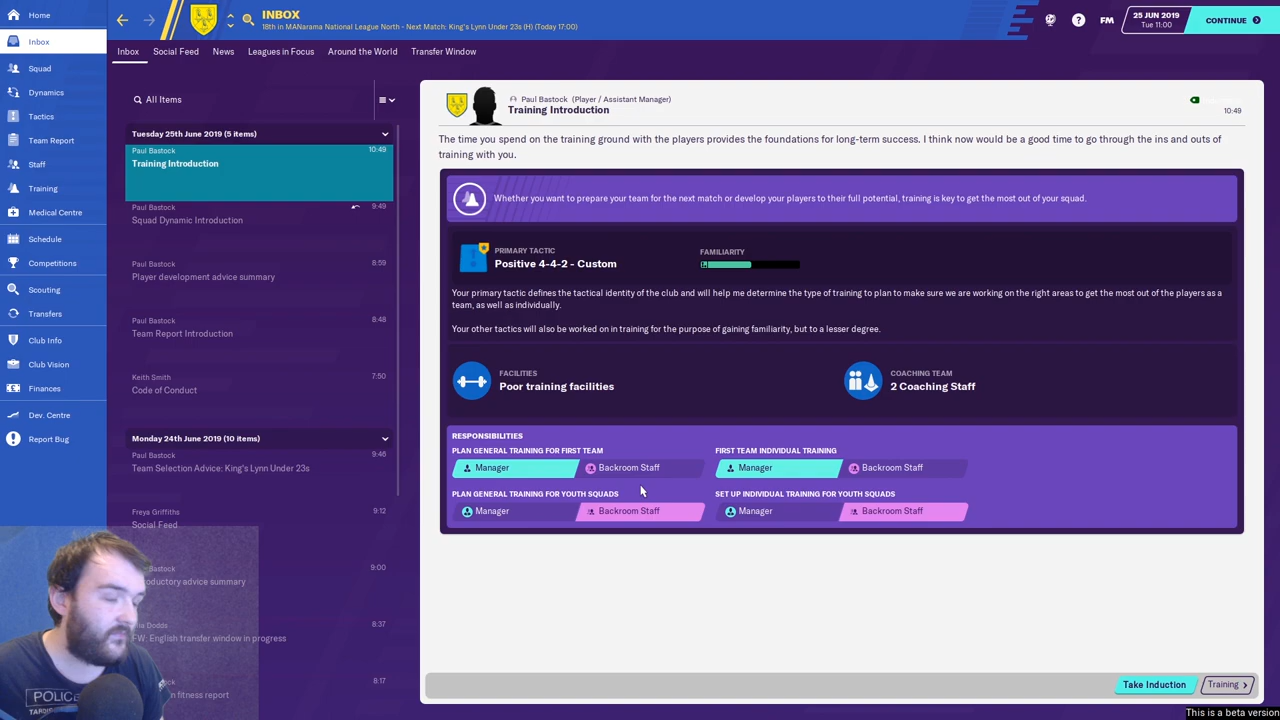 Home
Inbox
Squad
Dynamics
Tactics
Team Report
Staff
Training
Medical Centre
Schedule
Competitions
Scouting
Transfers
Club Info
Club Vision
Finances
Dev. Centre
Report Bug
INBOX
18th in MANarama National League North - Next Match: King's Lynn Under 23s (H) (Today 17:00)
FM
25 JUN 2019
Tue 11:00
CONTINUE
Inbox Social Feed News Leagues in Focus Around the World Transfer Window
All Items
Tuesday 25th June 2019 (5 items)
Paul Bastock 10:49
Training Introduction
Paul Bastock 9:49
Squad Dynamic Introduction
Paul Bastock 8:59
Player development advice summary
Paul Bastock 8:48
Team Report Introduction
Keith Smith 7:50
Code of Conduct
Monday 24th June 2019 (10 items)
Paul Bastock 9:46
Team Selection Advice: King's Lynn Under 23s
Freya Griffiths 9:12
Social Feed
Bastock 9:00
advice summary
Dodds 8:37
FW: English transfer window in progress
8:17
fitness report
POLICE
Paul Bastock (Player / Assistant Manager)
Training Introduction
10:49
The time you spend on the training ground with the players provides the foundations for long-term success. I think now would be a good time to go through the ins and outs of
training with you.
Whether you want to prepare your team for the next match or develop your players to their full potential, training is key to get the most out of your squad.
PRIMARY TACTIC
Positive 4-4-2 - Custom
FAMILIARITY
Your primary tactic defines the tactical identity of the club and will help me determine the type of training to plan to make sure we are working on the right areas to get the most out of the players as a
team, as well as individually.
Your other tactics will also be worked on in training for the purpose of gaining familiarity, but to a lesser degree.
FACILITIES
Poor training facilities
COACHING TEAM
2 Coaching Staff
RESPONSIBILITIES
PLAN GENERAL TRAINING FOR FIRST TEAM FIRST TEAM INDIVIDUAL TRAINING
Manager Backroom Staff Manager Backroom Staff
PLAN GENERAL TRAINING FOR YOUTH SQUADS SET UP INDIVIDUAL TRAINING FOR YOUTH SQUADS
Manager Backroom Staff Manager Backroom Staff
Take Induction Training
This is a beta version